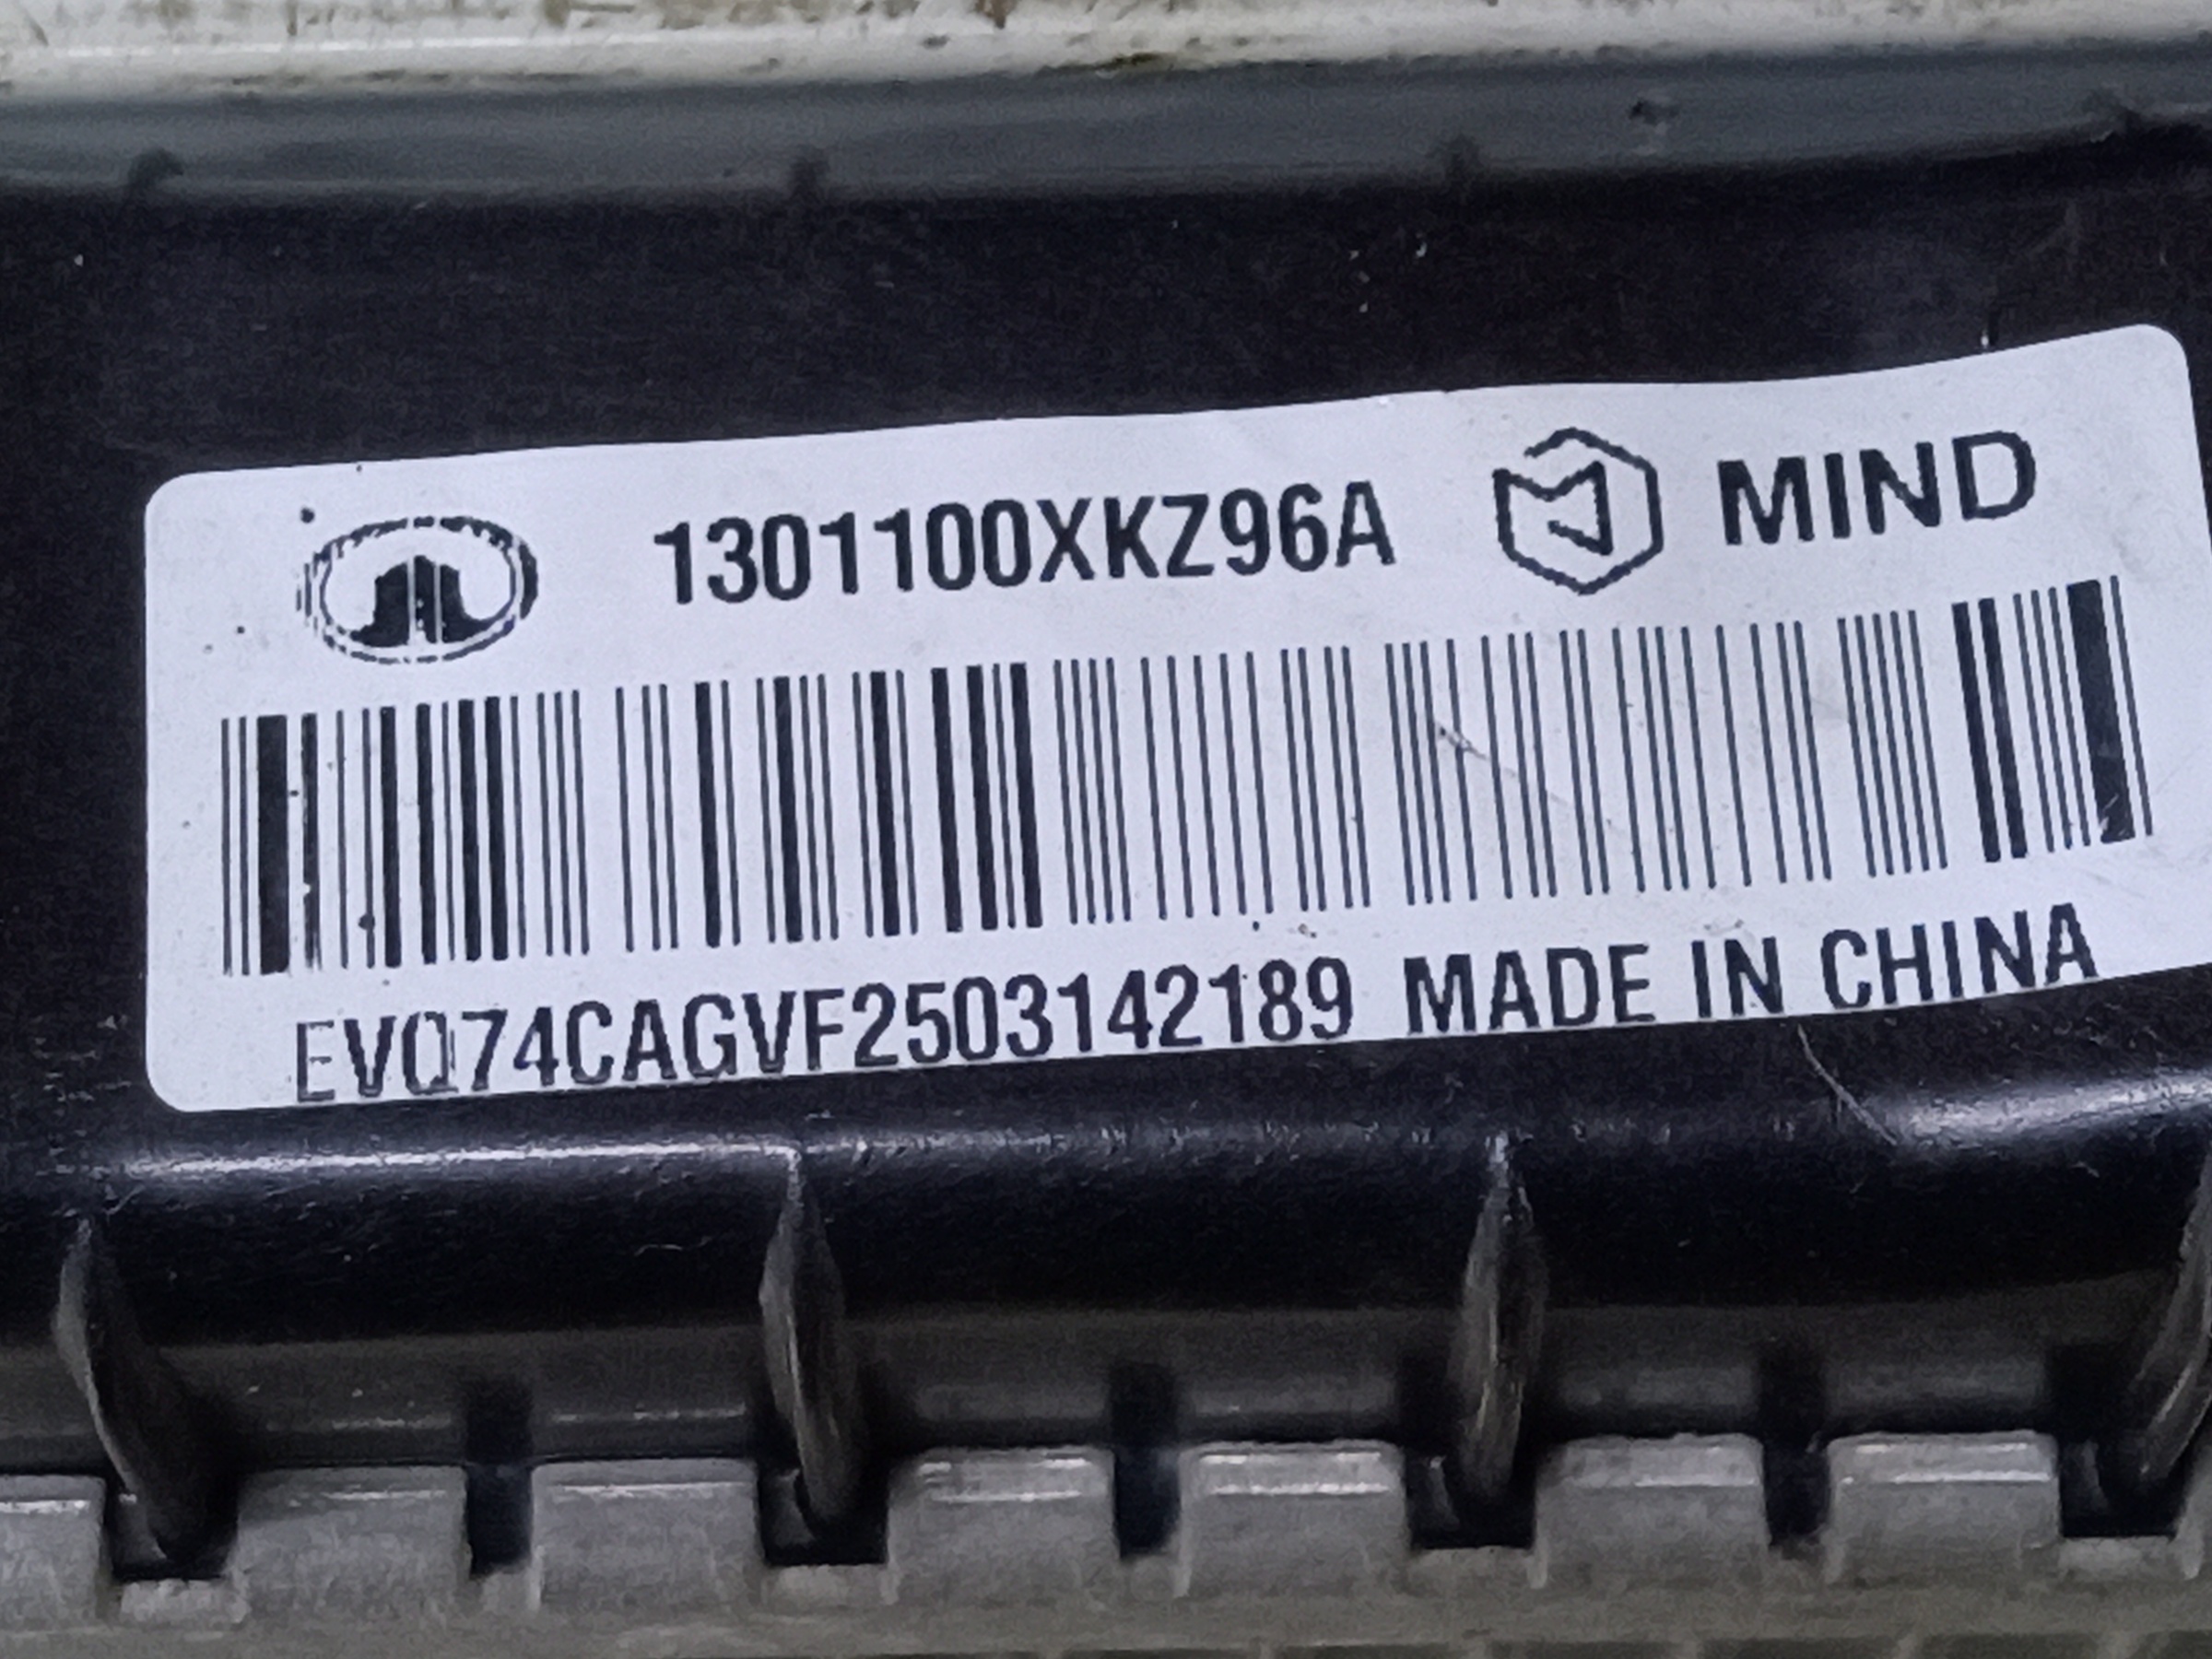 1301100XKZ96A MIND
EVQ74CAGVF2503142189 MADE IN CHINA